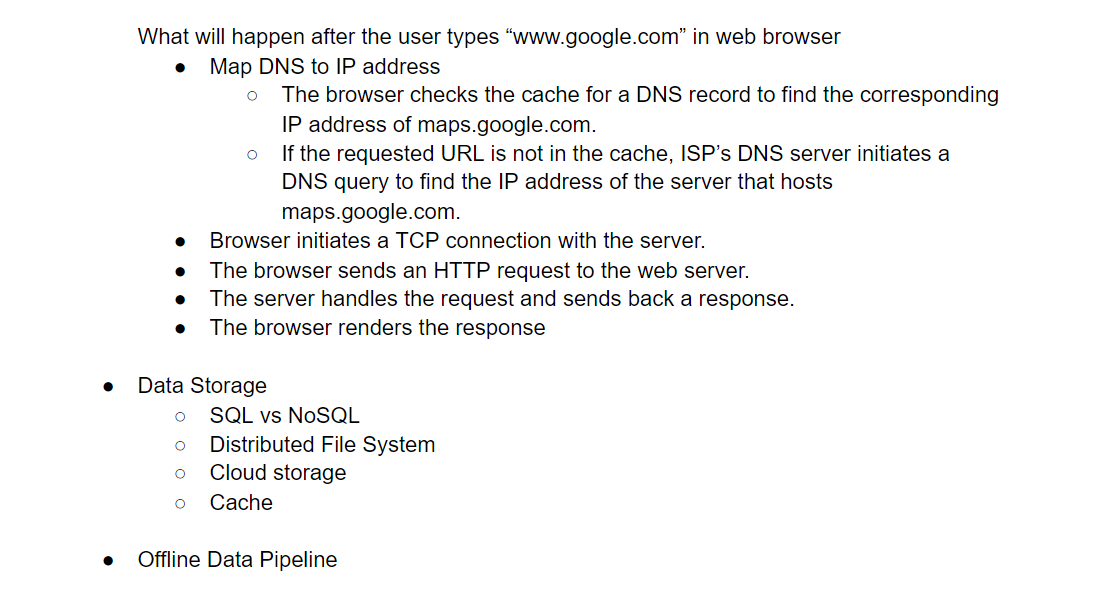 What will happen after the user types “www.google.com” in web browser
● Map DNS to IP address
○ The browser checks the cache for a DNS record to find the corresponding
IP address of maps.google.com.
○ If the requested URL is not in the cache, ISP’s DNS server initiates a
DNS query to find the IP address of the server that hosts
maps.google.com.
● Browser initiates a TCP connection with the server.
● The browser sends an HTTP request to the web server.
● The server handles the request and sends back a response.
● The browser renders the response
● Data Storage
○ SQL vs NoSQL
○ Distributed File System
○ Cloud storage
○ Cache
● Offline Data Pipeline